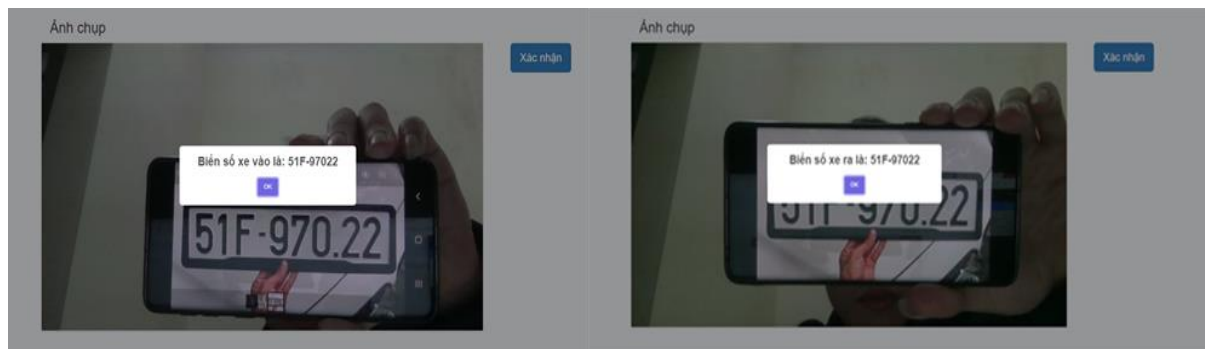 Ảnh chụp
Xác nhận
Biển số xe vào là: 51F-97022
OK
51F-970.22
Ảnh chụp
Xác nhận
Biển số xe ra là: 51F-97022
OK
51F-970.22